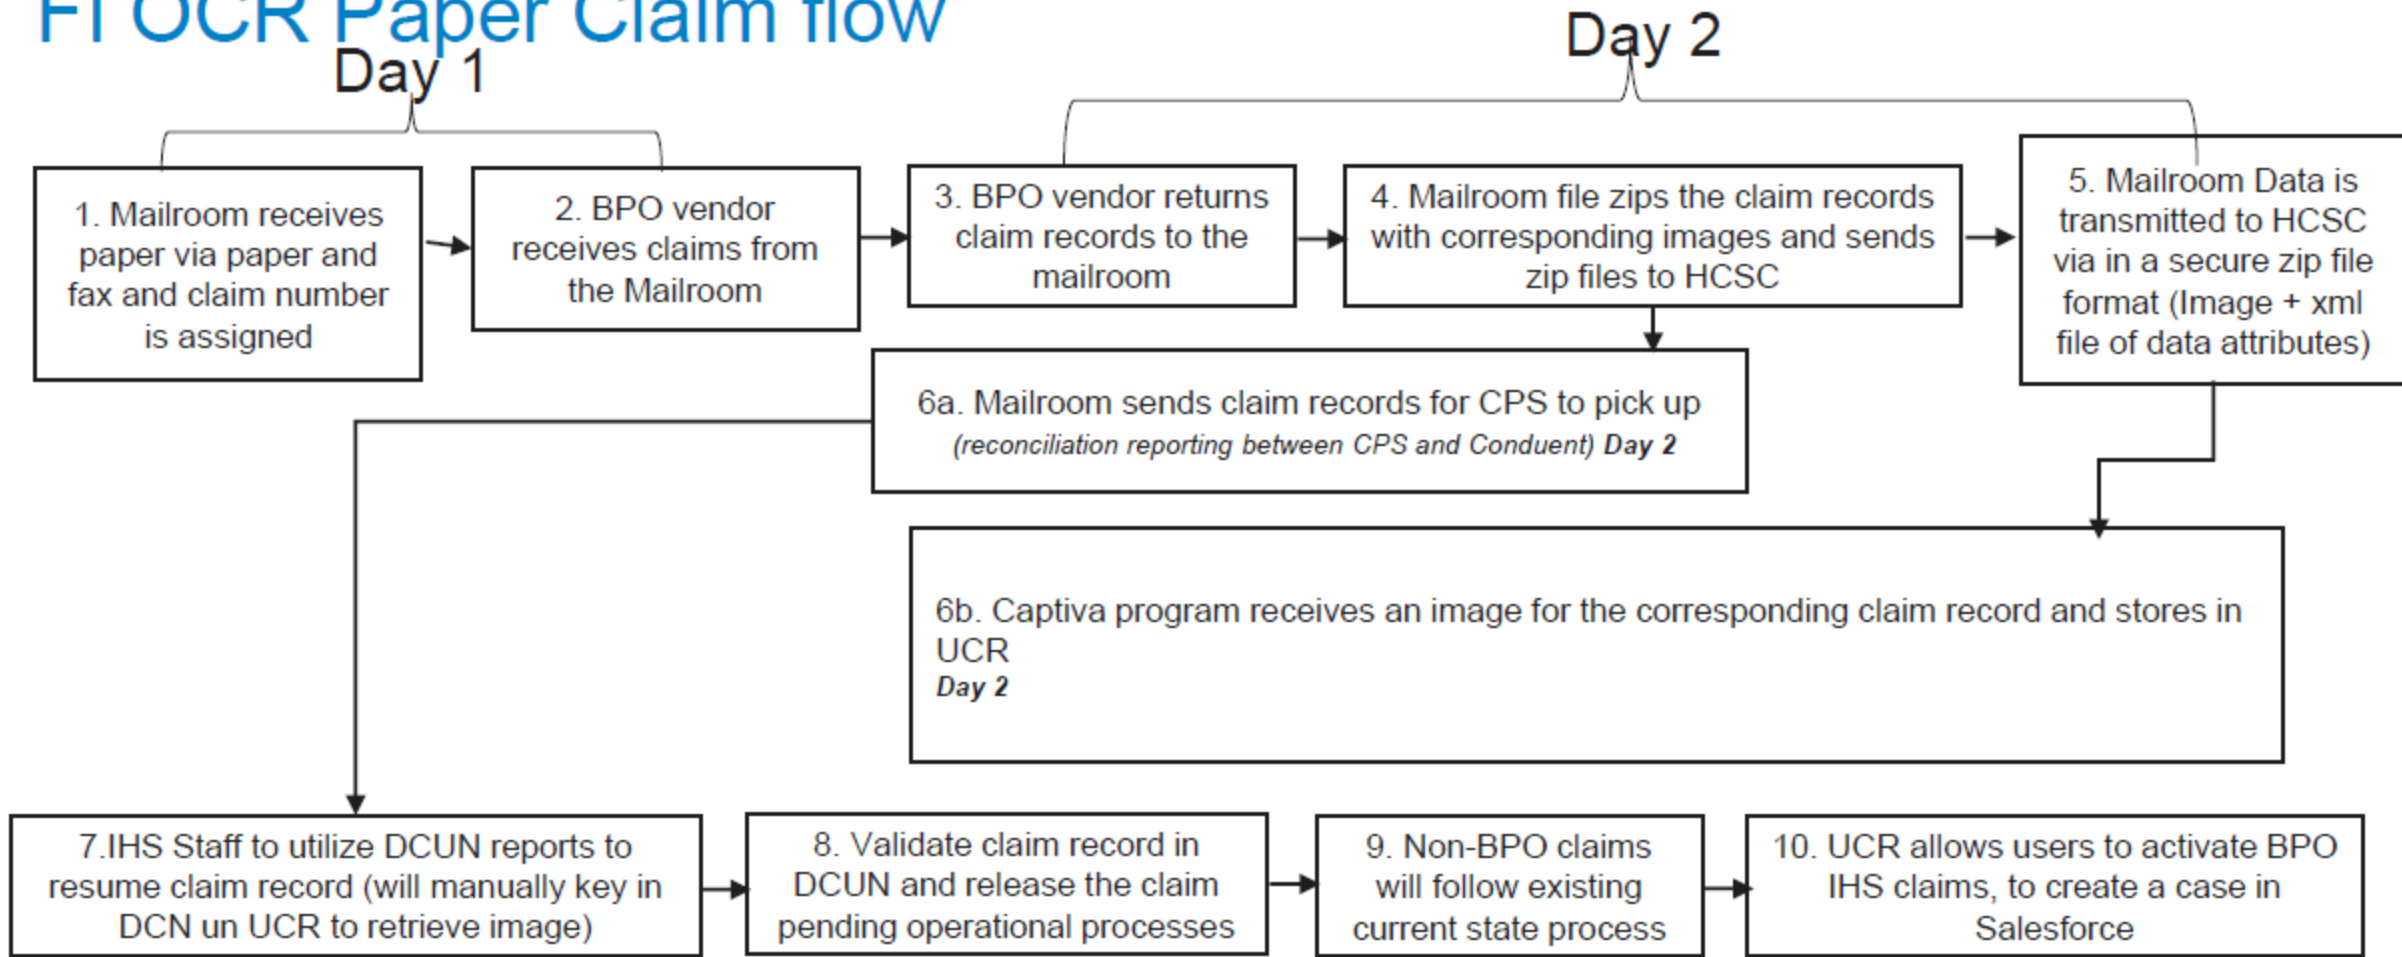 FI OCR Paper Claim flow
Day 1
Day 2
1. Mailroom receives
paper via paper and
fax and claim number
is assigned
2. BPO vendor
receives claims from
the Mailroom
3. BPO vendor returns
claim records to the
mailroom
4. Mailroom file zips the claim records
with corresponding images and sends
zip files to HCSC
5. Mailroom Data is
transmitted to HCSC
via in a secure zip file
format (Image + xml
file of data attributes)
6a. Mailroom sends claim records for CPS to pick up
(reconciliation reporting between CPS and Conduent) Day 2
6b. Captiva program receives an image for the corresponding claim record and stores in
UCR
Day 2
7.IHS Staff to utilize DCUN reports to
resume claim record (will manually key in
DCN un UCR to retrieve image)
8. Validate claim record in
DCUN and release the claim
pending operational processes
9. Non-BPO claims
will follow existing
current state process
10. UCR allows users to activate BPO
IHS claims, to create a case in
Salesforce